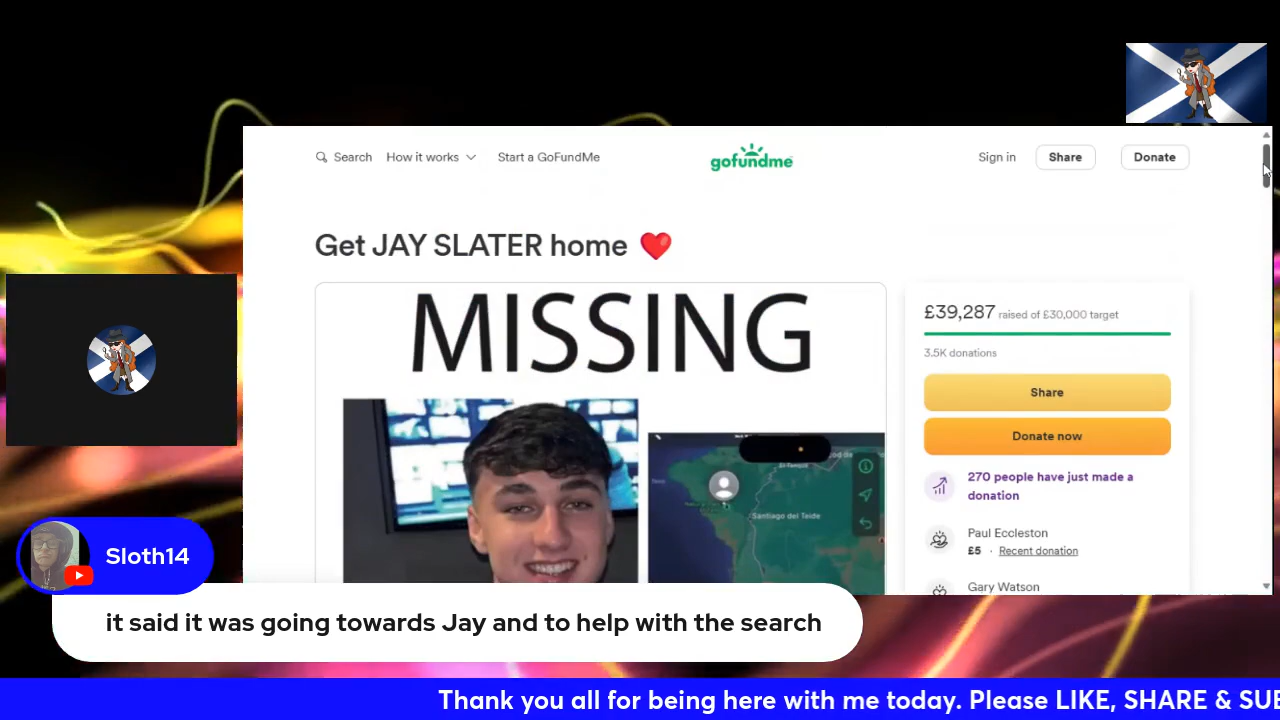 Search How it works Start a GoFundMe gofundme Sign in Share Donate
Get JAY SLATER home
MISSING
Santiago del Teide
£39,287 raised of £30,000 target
3.5K donations
Share
Donate now
270 people have just made a
donation
Paul Eccleston
£5 · Recent donation
Gary Watson
Sloth14
it said it was going towards Jay and to help with the search
Thank you all for being here with me today. Please LIKE, SHARE & SUB